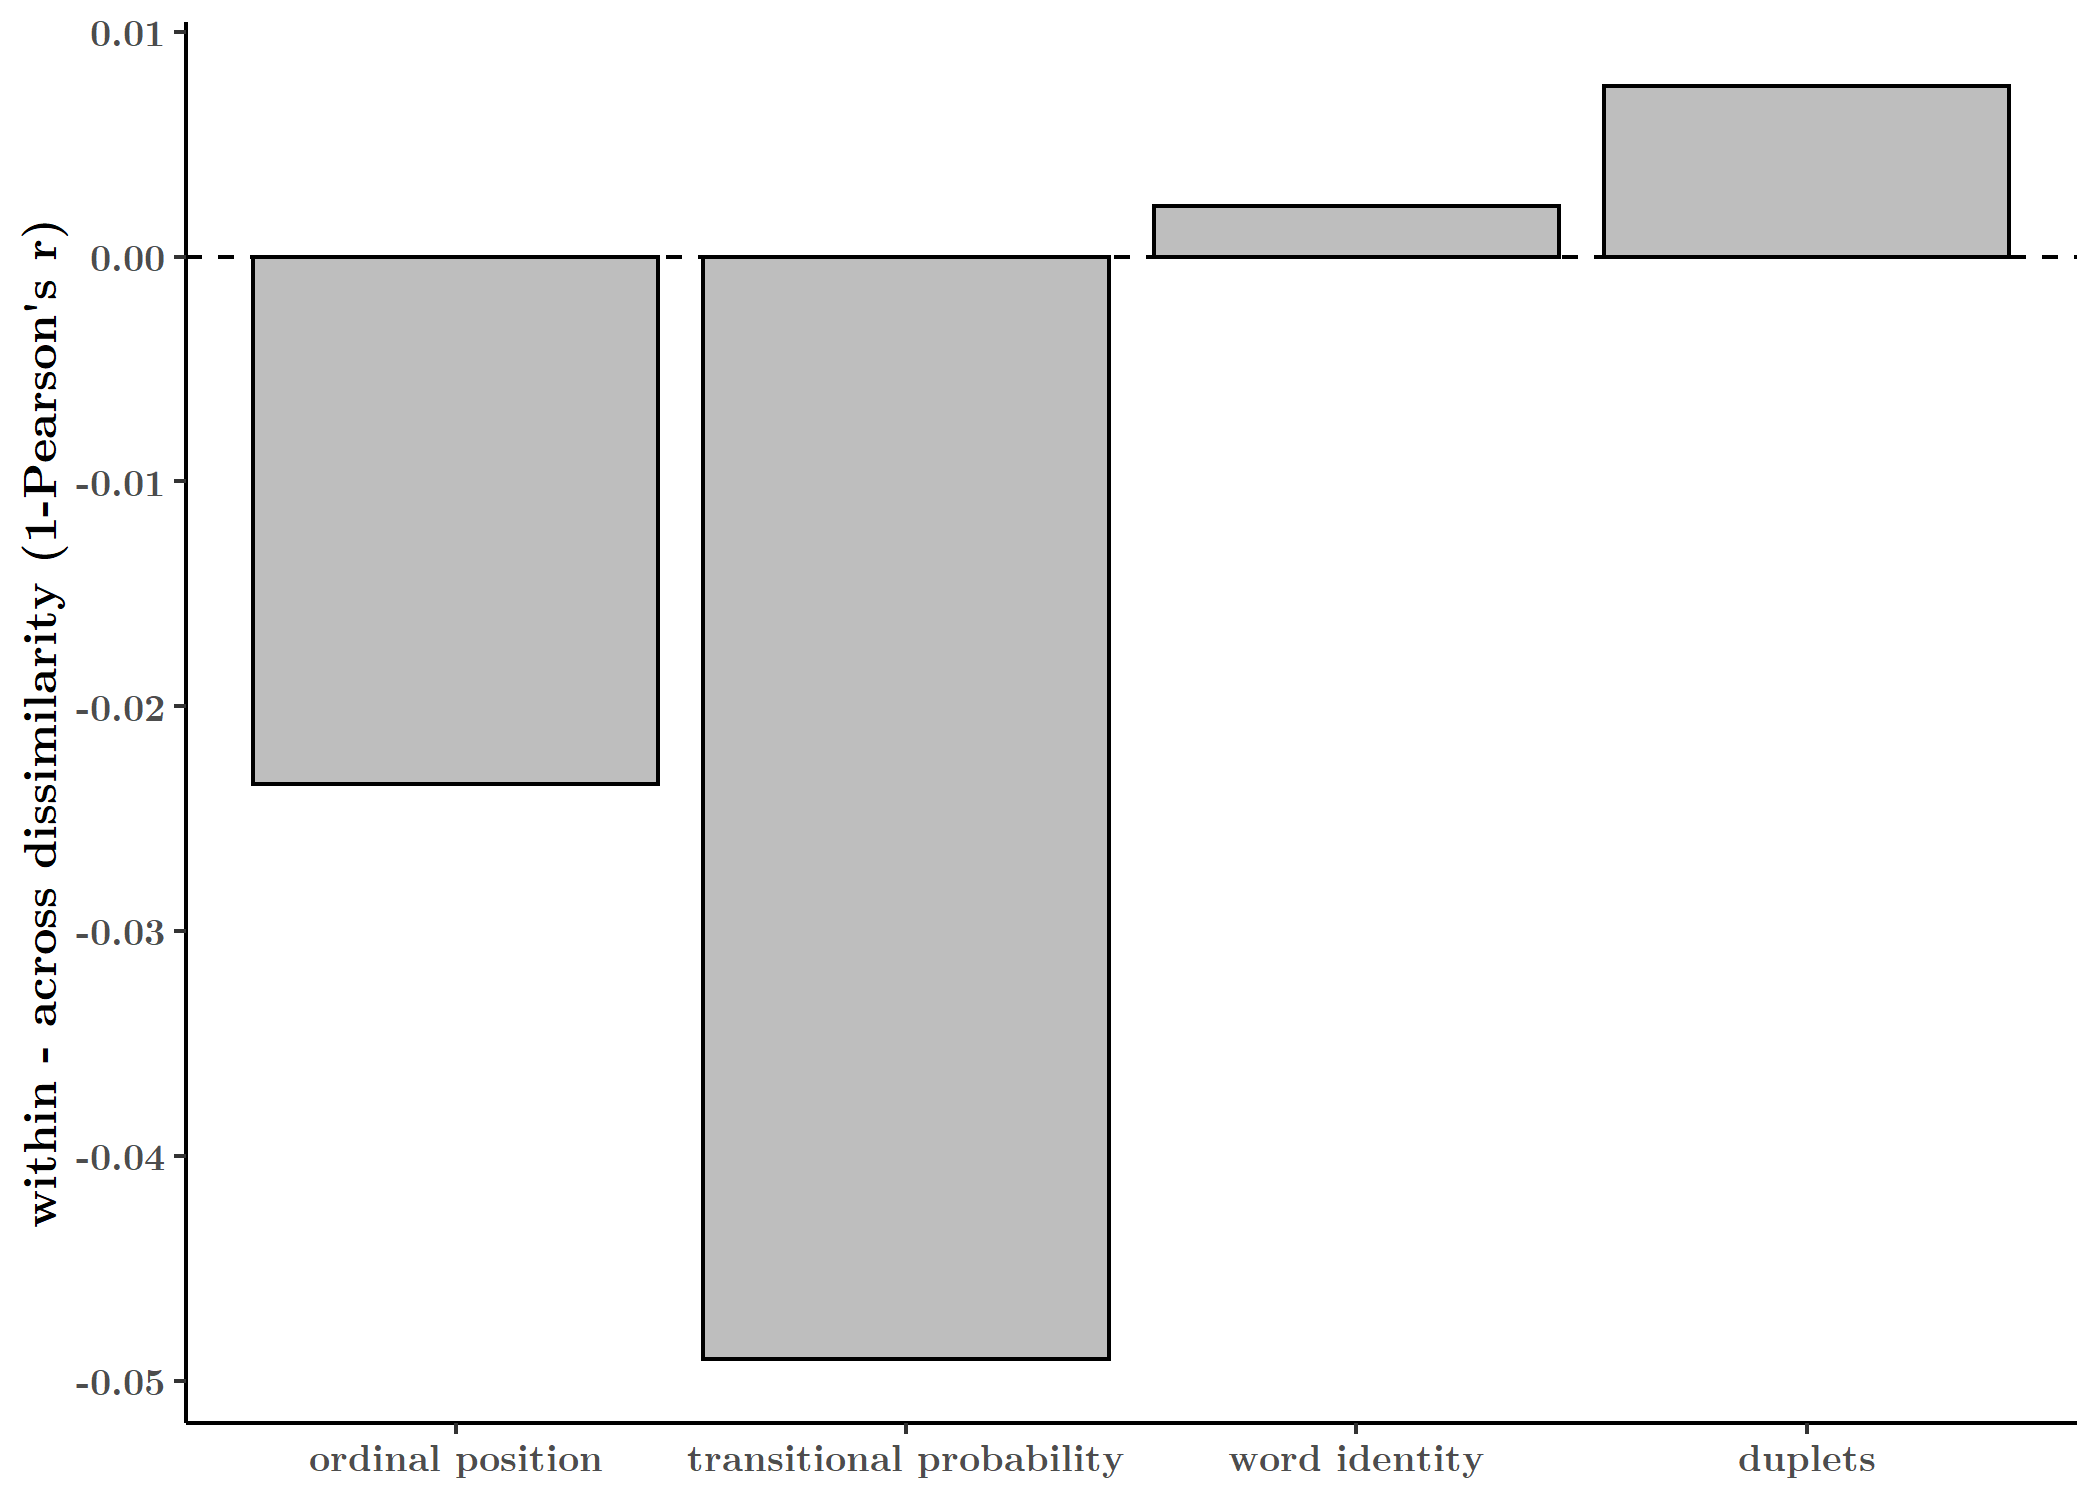 within - across dissimilarity (1-Pearson's r)
0.01
0.00
-0.01
-0.02
-0.03
-0.04
-0.05
ordinal position
transitional probability
word identity
duplets